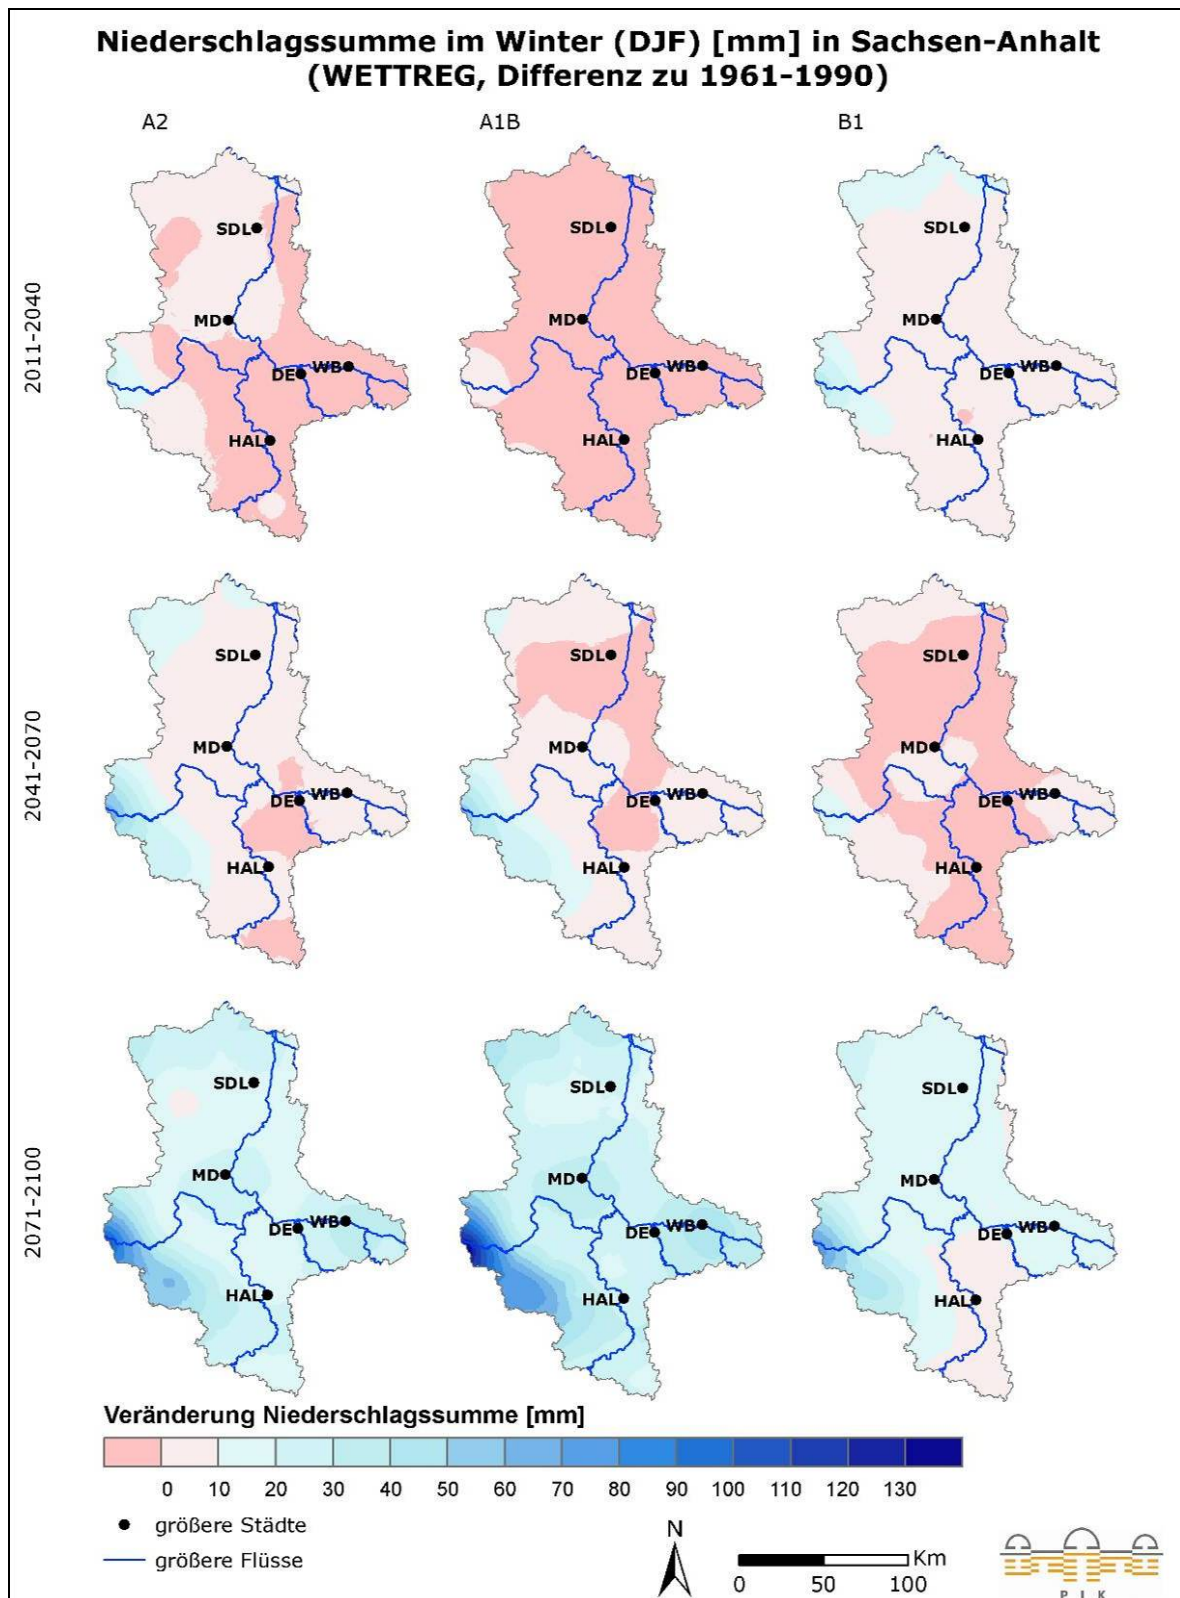 Niederschlagssumme im Winter (DJF) [mm] in Sachsen-Anhalt
(WETTREG, Differenz zu 1961-1990)
A2 A1B B1
2011-2040
SDL SDL SDL
MD MD MD
DE WB DE WB DE WB
HAL HAL HAL
2041-2070
SDL SDL SDL
MD MD MD
DE WB DE WB DE WB
HAL HAL HAL
2071-2100
SDL SDL SDL
MD MD MD
DE WB DE WB DE WB
HAL HAL HAL
Veränderung Niederschlagssumme [mm]
0 10 20 30 40 50 60 70 80 90 100 110 120 130
größere Städte
größere Flüsse
N
Km
0 50 100
P I K